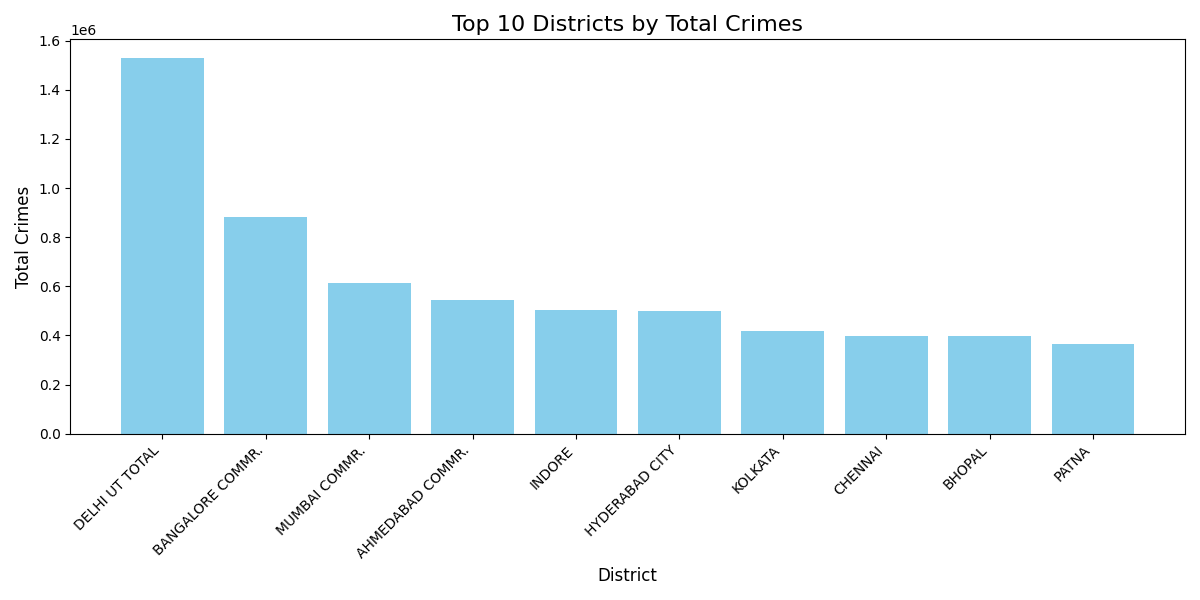 Top 10 Districts by Total Crimes
1e6
1.6
1.4
1.2
1.0
0.8
0.6
0.4
0.2
0.0
Total Crimes
DELHI UT TOTAL
BANGALORE COMMR.
MUMBAI COMMR.
AHMEDABAD COMMR.
INDORE
HYDERABAD CITY
KOLKATA
CHENNAI
BHOPAL
PATNA
District